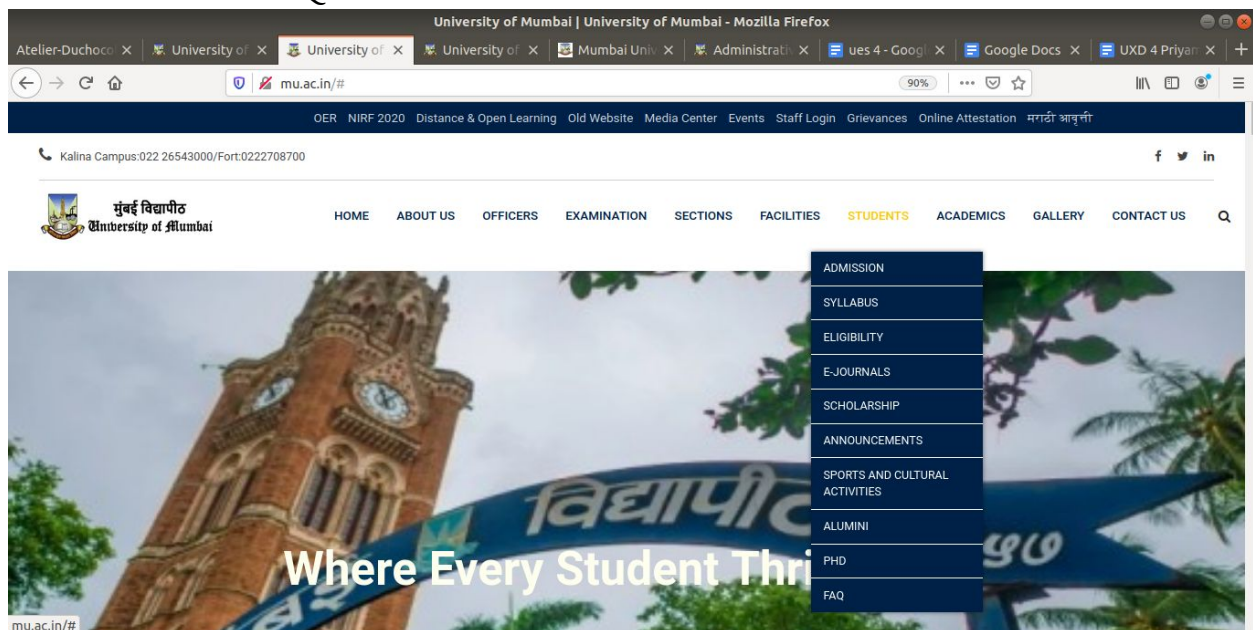 Q
University of Mumbai | University of Mumbai - Mozilla Firefox
Atelier-Duchoco University of University of University of Mumbai Univ Administrativ ues 4 - Googl Google Docs UXD 4 Priyan
mu.ac.in/# 90%
OER NIRF 2020 Distance & Open Learning Old Website Media Center Events Staff Login Grievances Online Attestation मराठी आवृत्ती
Kalina Campus:022 26543000/Fort:0222708700
मुंबई विद्यापीठ
University of Mumbai
HOME ABOUT US OFFICERS EXAMINATION SECTIONS FACILITIES STUDENTS ACADEMICS GALLERY CONTACT US
ADMISSION
SYLLABUS
ELIGIBILITY
E-JOURNALS
SCHOLARSHIP
ANNOUNCEMENTS
SPORTS AND CULTURAL
ACTIVITIES
ALUMINI
PHD
FAQ
विद्यापीठ
Where Every Student Thri
mu.ac.in/#